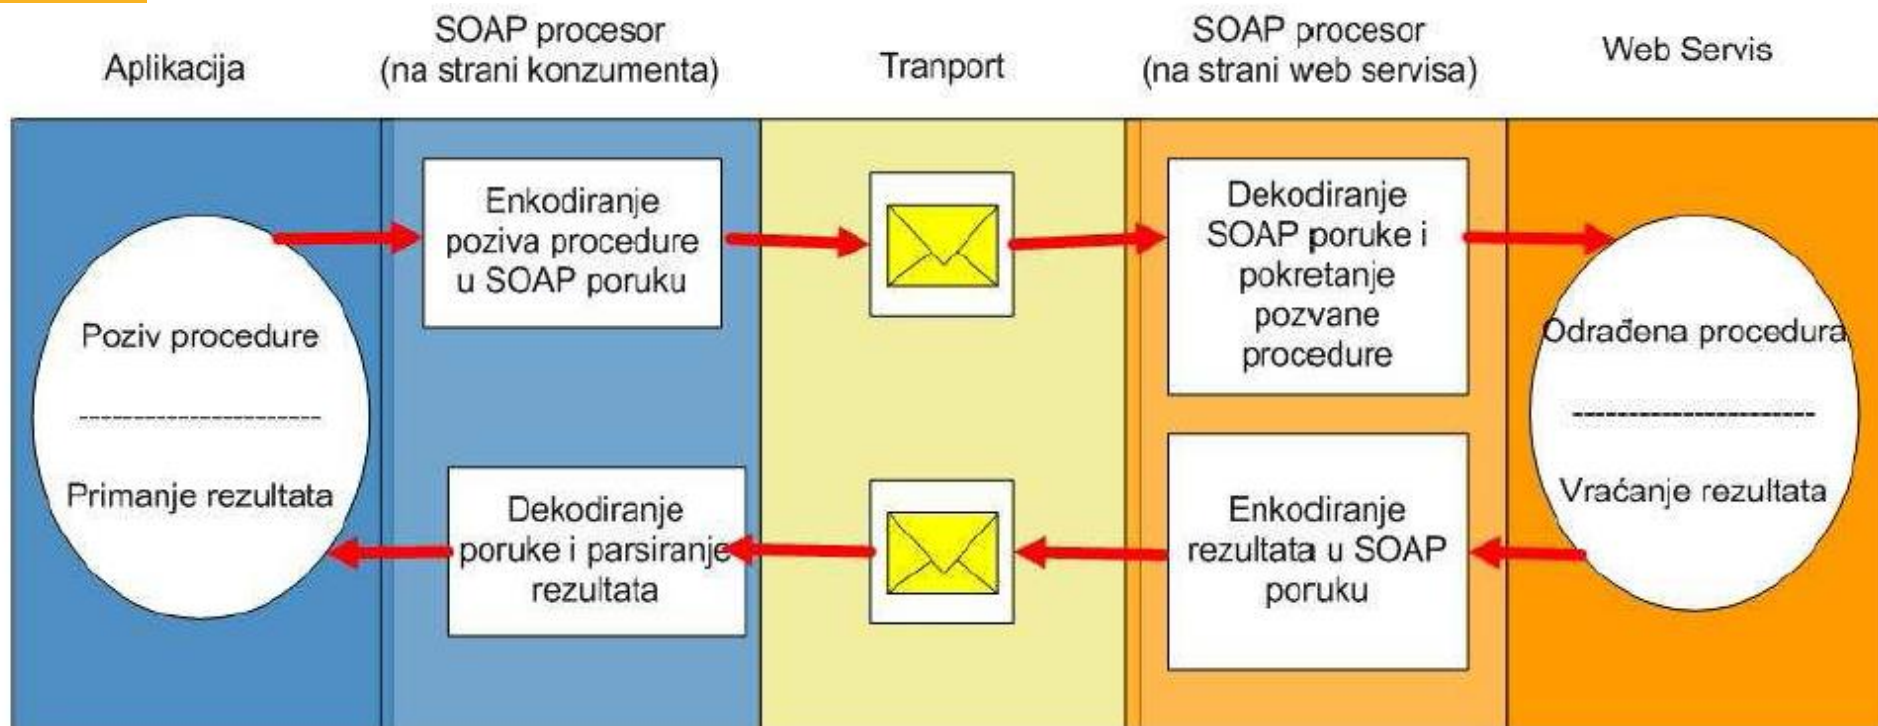 Aplikacija
SOAP procesor
(na strani konzumenta)
Tranport
SOAP procesor
(na strani web servisa)
Web Servis
Poziv procedure
----------------------
Primanje rezultata
Enkodiranje
poziva procedure
u SOAP poruku
Dekodiranje
SOAP poruke i
pokretanje
pozvane
procedure
Odrađena procedura
----------------------
Vraćanje rezultata
Enkodiranje
rezultata u SOAP
poruku
Dekodiranje
poruke i parsiranje
rezultata